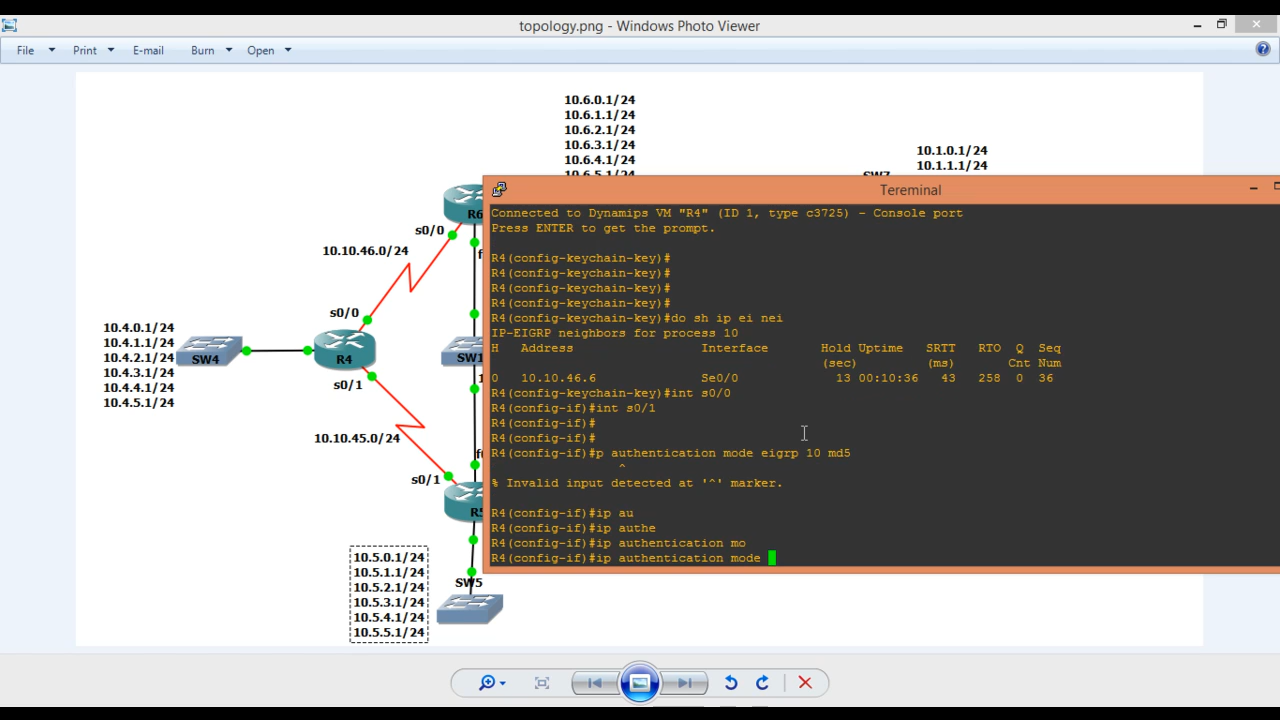 topology.png - Windows Photo Viewer
File Print E-mail Burn Open
10.6.0.1/24
10.6.1.1/24
10.6.2.1/24
10.6.3.1/24
10.6.4.1/24
10.6.5.1/24
10.1.0.1/24
10.1.1.1/24
SW7
R6
s0/0
10.10.46.0/24
s0/0
10.4.0.1/24
10.4.1.1/24
10.4.2.1/24
10.4.3.1/24
10.4.4.1/24
10.4.5.1/24
SW4
R4
s0/1
SW1
10.10.45.0/24
s0/1
R5
10.5.0.1/24
10.5.1.1/24
10.5.2.1/24
10.5.3.1/24
10.5.4.1/24
10.5.5.1/24
SW5
Tereminal
Connected to Dynamips VM "R4" (ID 1, type c3725) - Console port
Press ENTER to get the prompt.
R4(config-keychain-key)#
R4(config-keychain-key)#
R4(config-keychain-key)#
R4(config-keychain-key)#
R4(config-keychain-key)#do sh ip ei nei
IP-EIGRP neighbors for process 10
H Address Interface Hold Uptime SRTT RTO Q Seq
(sec) (ms) Cnt Num
0 10.10.46.6 Se0/0 13 00:10:36 43 258 0 36
R4(config-keychain-key)#int s0/0
R4(config-if)#int s0/1
R4(config-if)#
R4(config-if)#
R4(config-if)#p authentication mode eigrp 10 md5
^
% Invalid input detected at '^' marker.
R4(config-if)#ip au
R4(config-if)#ip authe
R4(config-if)#ip authentication mo
R4(config-if)#ip authentication mode